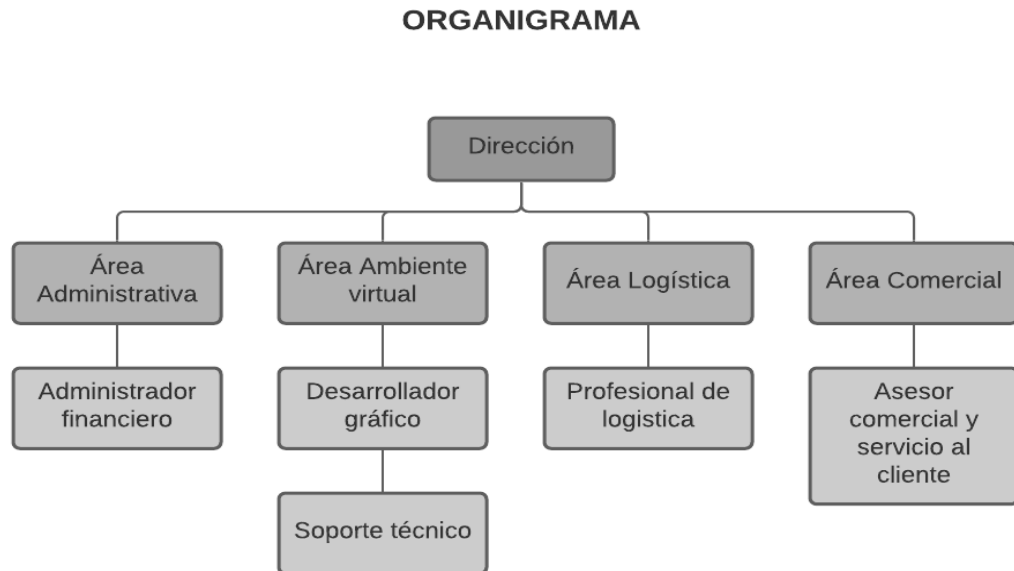 ORGANIGRAMA
Dirección
Área
Administrativa
Área Ambiente
virtual
Área Logística
Área Comercial
Administrador
financiero
Desarrollador
gráfico
Profesional de
logistica
Asesor
comercial y
servicio al
cliente
Soporte técnico